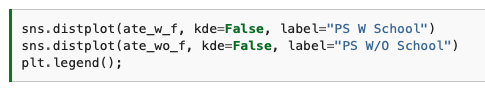 sns.distplot(ate_w_f, kde=False, label="PS W School")
sns.distplot(ate_wo_f, kde=False, label="PS W/O School")
plt.legend();